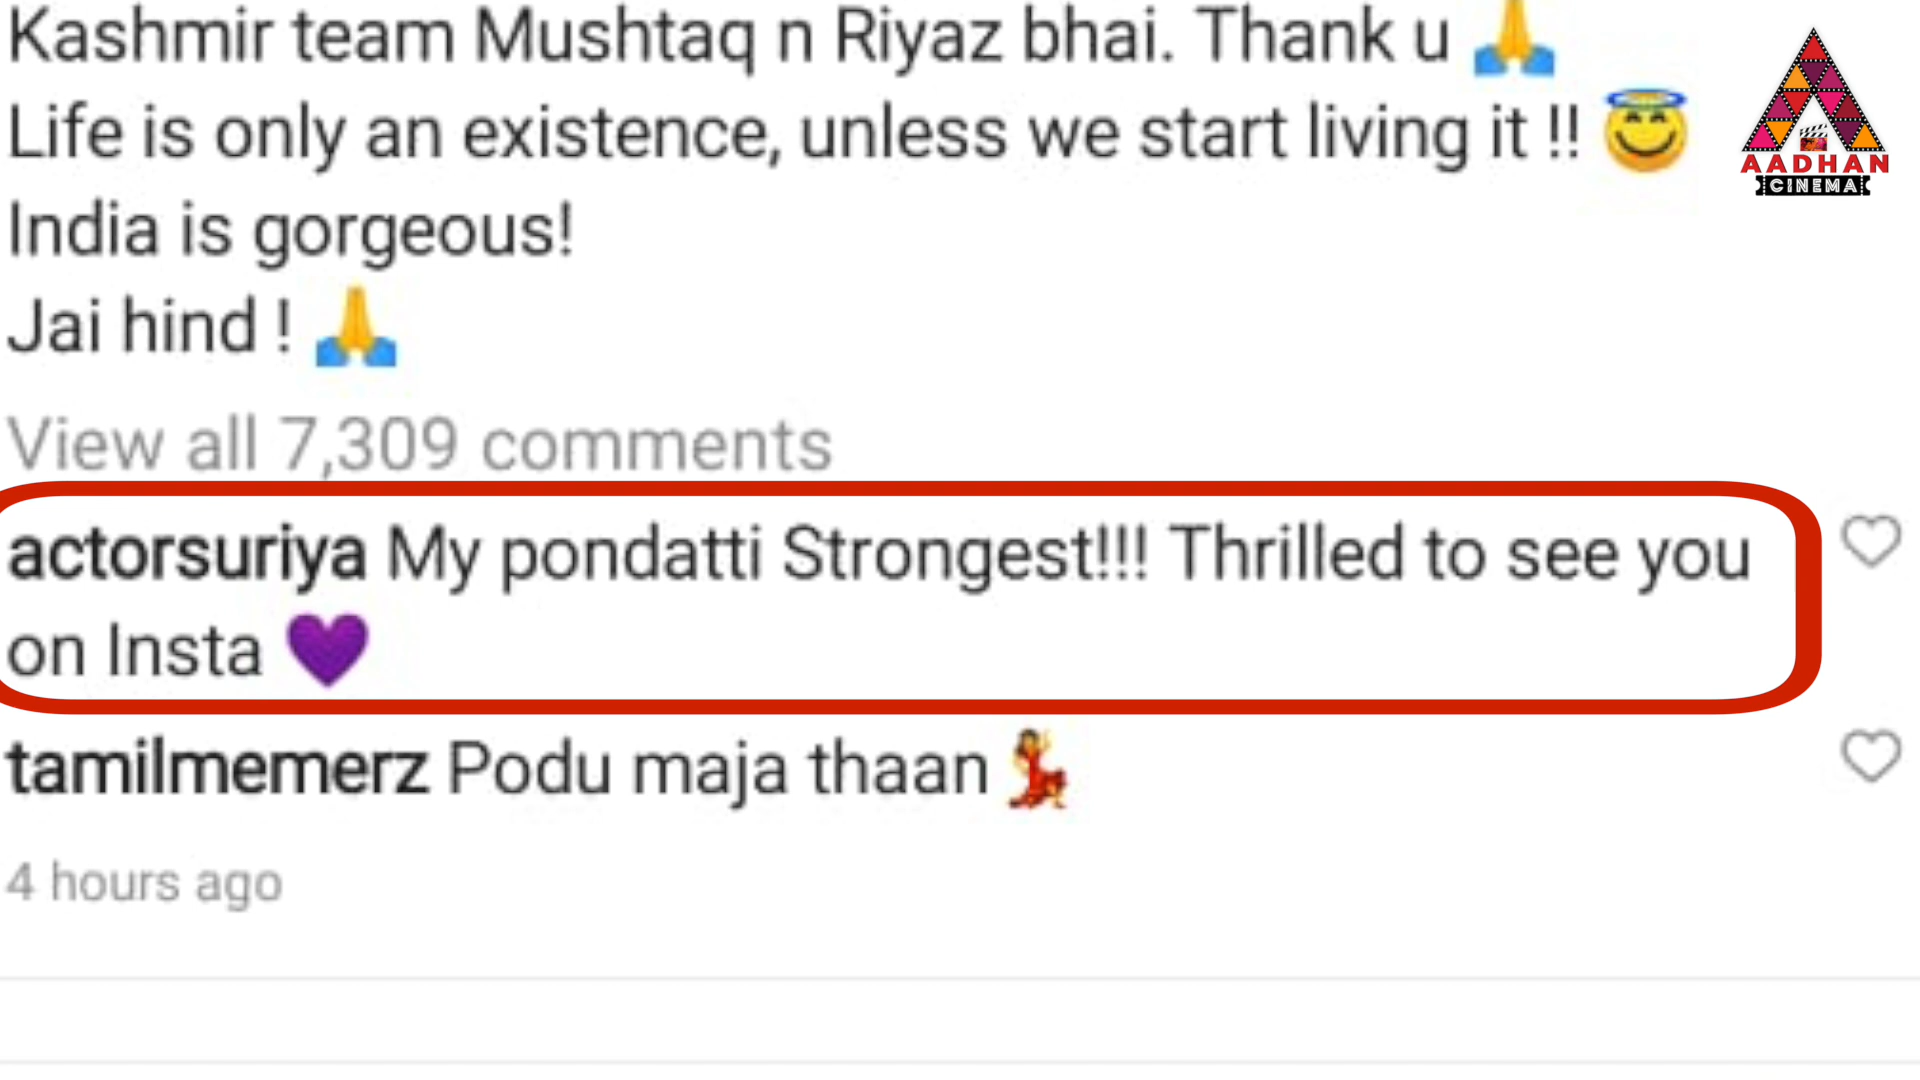 Kashmir team Mushtaq n Riyaz bhai. Thank u 🙏
Life is only an existence, unless we start living it !! 😇
India is gorgeous!
Jai hind ! 🙏
View all 7,309 comments
actorsuriya My pondatti Strongest!!! Thrilled to see you
on Insta 💜
tamilmemerz Podu maja thaan 💃
4 hours ago
AADHAN
CINEMA